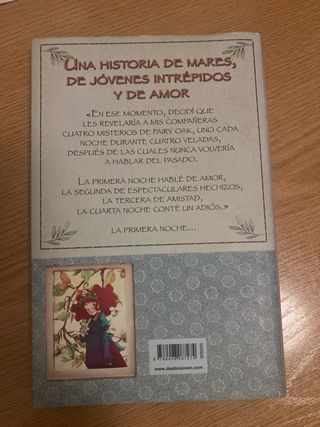 UNA HISTORIA DE MARES,
DE JÓVENES INTRÉPIDOS
Y DE AMOR
«EN ESE MOMENTO, DECIDÍ QUE
LES REVELARÍA A MIS COMPAÑERAS
CUATRO MISTERIOS DE FAIRY OAK, UNO CADA
NOCHE DURANTE CUATRO VELADAS,
DESPUÉS DE LAS CUALES NUNCA VOLVERÍA
A HABLAR DEL PASADO.
LA PRIMERA NOCHE HABLÉ DE AMOR,
LA SEGUNDA DE ESPECTACULARES HECHIZOS,
LA TERCERA DE AMISTAD,
LA CUARTA NOCHE CONTÉ UN ADIÓS.»
LA PRIMERA NOCHE...
www.destinojoven.com